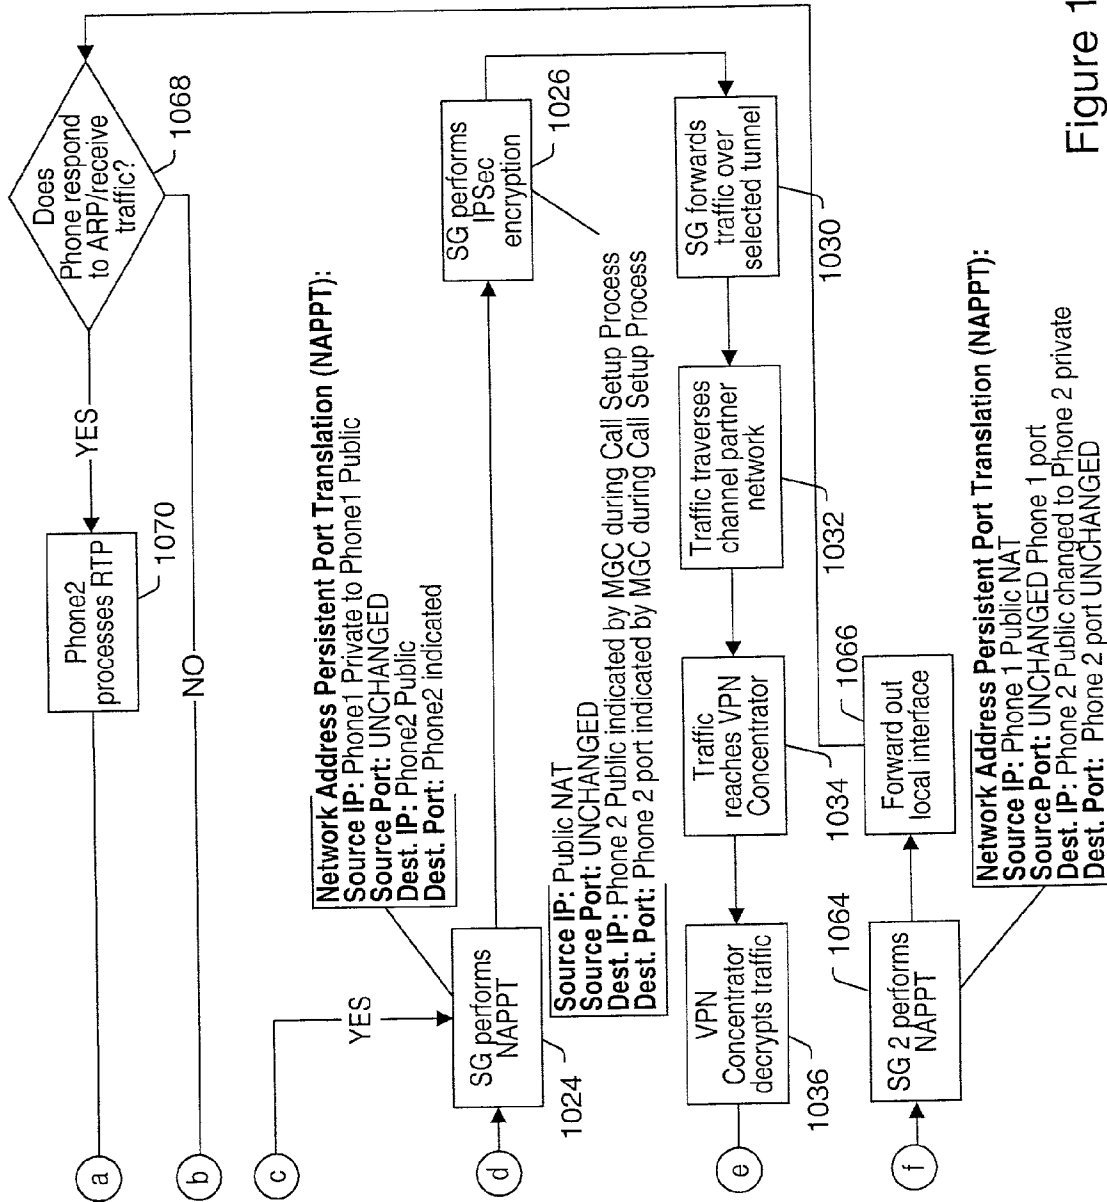 a
Phone2
processes RTP
1070
YES
Does
Phone respond
to ARP/receive
traffic?
1068
b
NO
c
YES
Network Address Persistent Port Translation (NAPPT):
Source IP: Phone1 Private to Phone1 Public
Source Port: UNCHANGED
Dest. IP: Phone2 Public
Dest. Port: Phone2 indicated
d
SG performs
NAPPT
1024
SG performs
IPSec
encryption
1026
Source IP: Public NAT
Source Port: UNCHANGED
Dest. IP: Phone 2 Public indicated by MGC during Call Setup Process
Dest. Port: Phone 2 port indicated by MGC during Call Setup Process
e
VPN
Concentrator
decrypts traffic
1036
Traffic
reaches VPN
Concentrator
1034
Traffic traverses
channel partner
network
1032
SG forwards
traffic over
selected tunnel
1030
f
SG 2 performs
NAPPT
1064
Forward out
local interface
1066
Network Address Persistent Port Translation (NAPPT):
Source IP: Phone 1 Public NAT
Source Port: UNCHANGED Phone 1 port
Dest. IP: Phone 2 Public changed to Phone 2 private
Dest. Port: Phone 2 port UNCHANGED
Figure 1